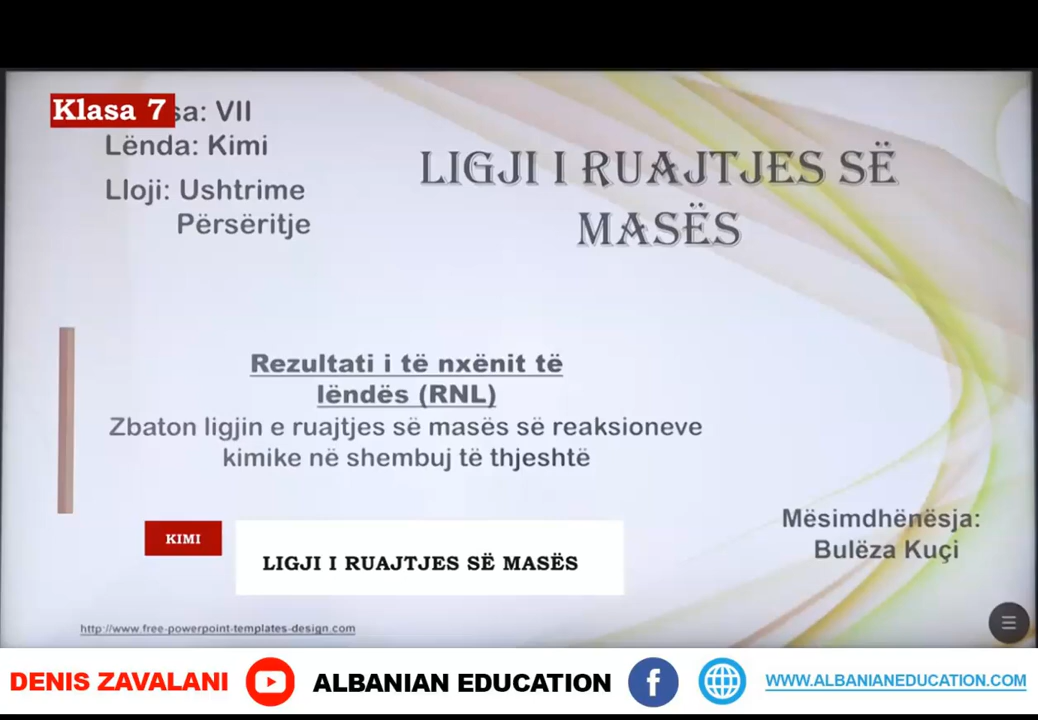 Klasa 7
sa: VII
Lënda: Kimi
Lloji: Ushtrime
Përsëritje
LIGJI I RUAJTJES SË
MASËS
Rezultati i të nxënit të
lëndës (RNL)
Zbaton ligjin e ruajtjes së masës së reaksioneve
kimike në shembuj të thjeshtë
KIMI
LIGJI I RUAJTJES SË MASËS
Mësimdhënësja:
Bulëza Kuçi
http://www.free-powerpoint-templates-design.com
DENIS ZAVALANI
ALBANIAN EDUCATION
WWW.ALBANIANEDUCATION.COM